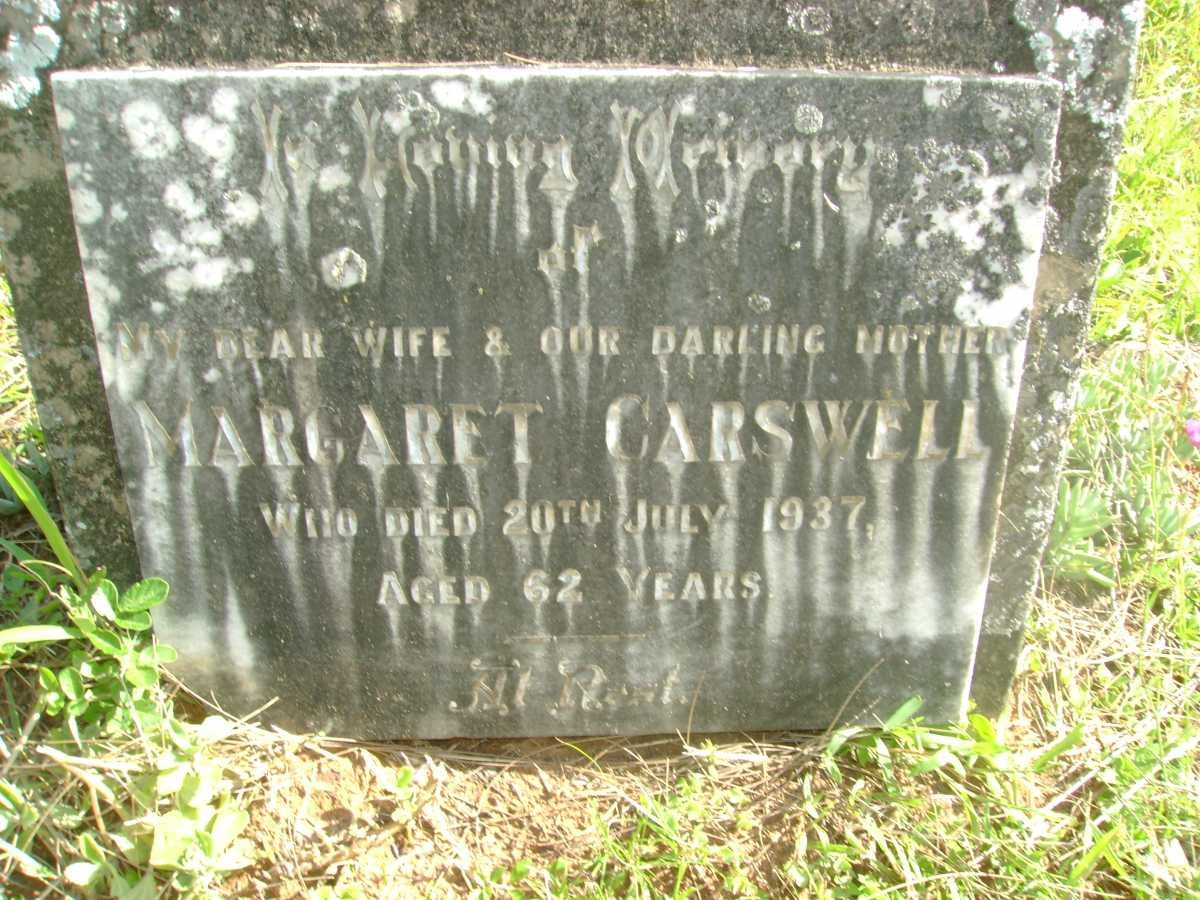 In Loving Memory
of
MY DEAR WIFE & OUR DARLING MOTHER
MARGARET CARSWELL
WHO DIED 20TH JULY 1937,
AGED 62 YEARS.
At Rest.